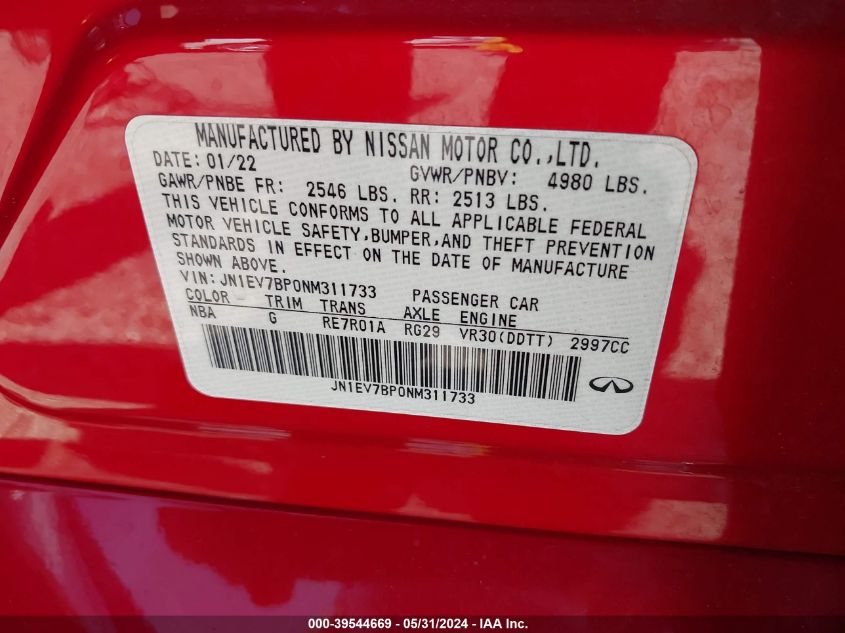 MANUFACTURED BY NISSAN MOTOR CO.,LTD.
DATE: 01/22 GVWR/PNBV: 4980 LBS.
GAWR/PNBE FR: 2546 LBS. RR: 2513 LBS.
THIS VEHICLE CONFORMS TO ALL APPLICABLE FEDERAL
MOTOR VEHICLE SAFETY,BUMPER,AND THEFT PREVENTION
STANDARDS IN EFFECT ON THE DATE OF MANUFACTURE
SHOWN ABOVE.
VIN: JN1EV7BP0NM311733 PASSENGER CAR
COLOR TRIM TRANS AXLE ENGINE
NBA G RE7R01A RG29 VR30(DDTT) 2997CC
JN1EV7BP0NM311733
000-39544669 - 05/31/2024 - IAA Inc.